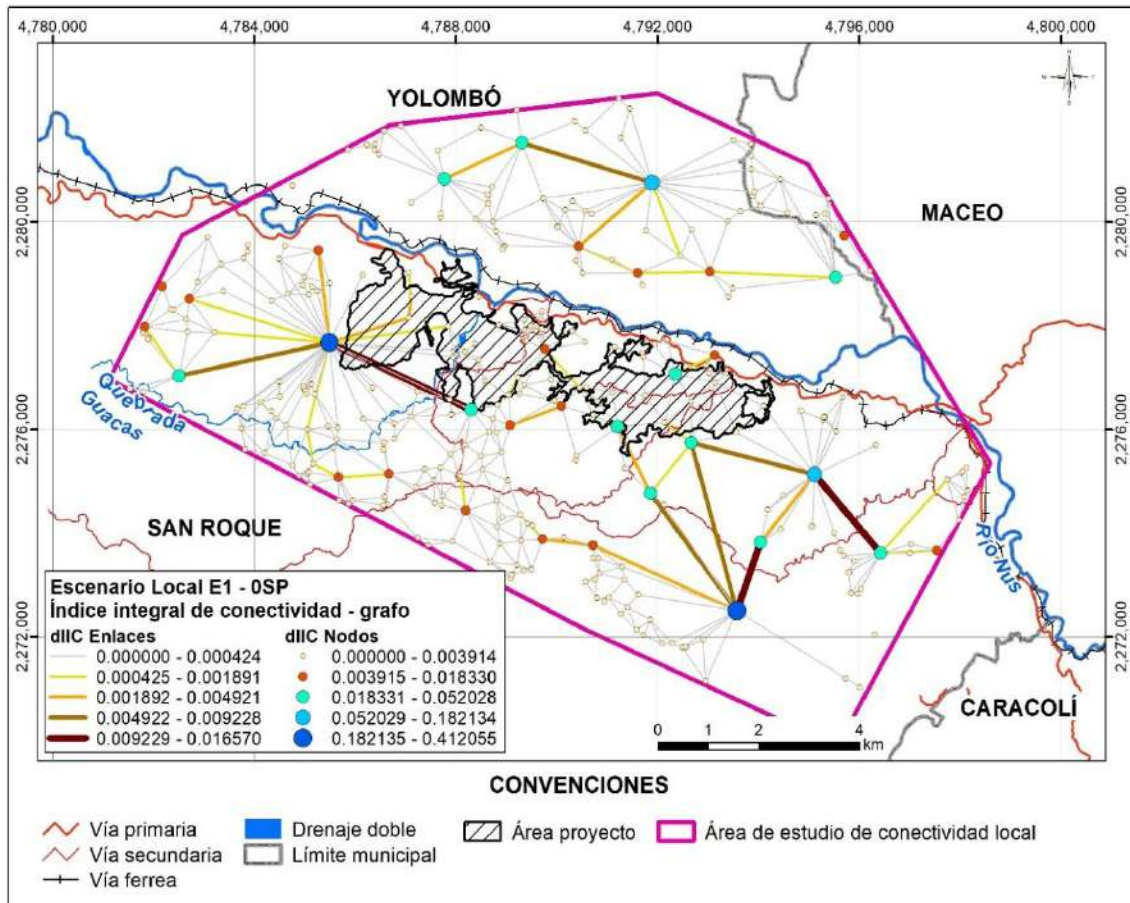 4,780,000 4,784,000 4,788,000 4,792,000 4,796,000 4,800,000
YOLOMBÓ
MACEO
2,280,000 2,280,000
Quebrada
Guacas
2,276,000 2,276,000
SAN ROQUE
Río Nus
Escenario Local E1 - 0SP
Índice integral de conectividad - grafo
dIIC Enlaces dIIC Nodos
0.000000 - 0.000424 0.000000 - 0.003914
0.000425 - 0.001891 0.003915 - 0.018330
0.001892 - 0.004921 0.018331 - 0.052028
0.004922 - 0.009228 0.052029 - 0.182134
0.009229 - 0.016570 0.182135 - 0.412055
2,272,000 2,272,000
CARACOLÍ
0 1 2 4
km
CONVENCIONES
Vía primaria Drenaje doble Área proyecto Área de estudio de conectividad local
Vía secundaria Límite municipal
Vía ferrea